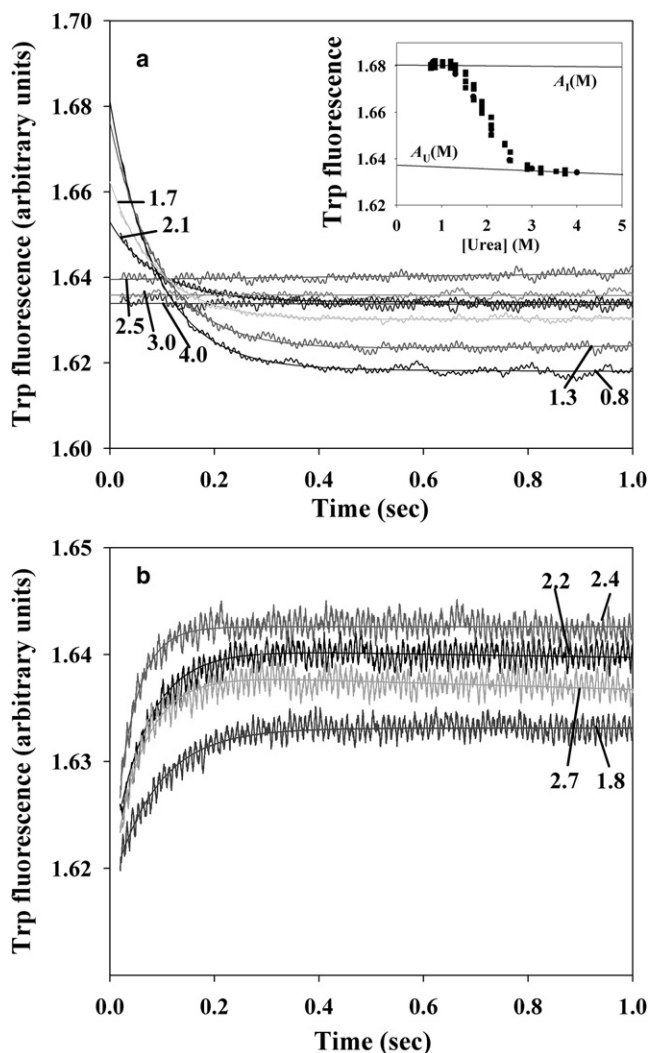 1.70
a
1.68
1.66
1.64
1.62
1.60
Trp fluorescence (arbitrary units)
1.7
2.1
2.5
3.0
4.0
1.3
0.8
1.68
1.66
1.64
1.62
Trp fluorescence
AI(M)
AU(M)
0 1 2 3 4 5
[Urea] (M)
0.0 0.2 0.4 0.6 0.8 1.0
Time (sec)
1.65
b
1.64
1.63
1.62
Trp fluorescence (arbitrary units)
2.2
2.4
2.7
1.8
0.0 0.2 0.4 0.6 0.8 1.0
Time (sec)